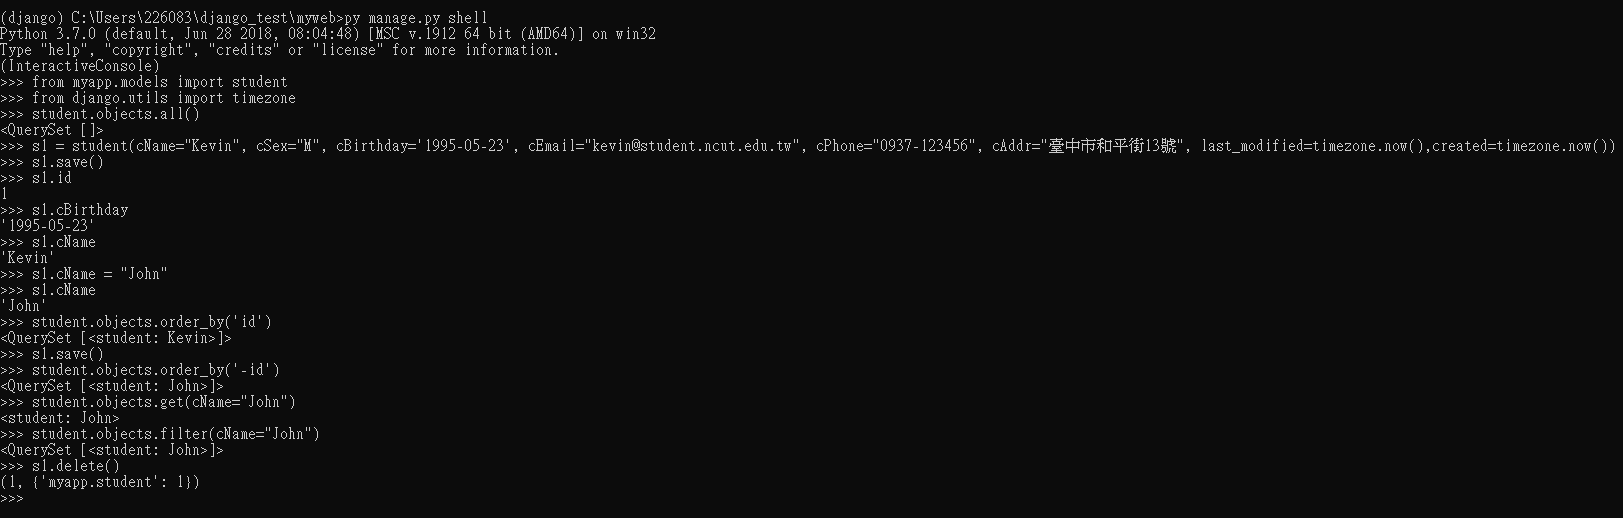 (django) C:\Users\226083\django_test\myweb>py manage.py shell
Python 3.7.0 (default, Jun 28 2018, 08:04:48) [MSC v.1912 64 bit (AMD64)] on win32
Type "help", "copyright", "credits" or "license" for more information.
(InteractiveConsole)
>>> from myapp.models import student
>>> from django.utils import timezone
>>> student.objects.all()
<QuerySet []>
>>> s1 = student(cName="Kevin", cSex="M", cBirthday='1995-05-23', cEmail="kevin@student.ncut.edu.tw", cPhone="0937-123456", cAddr="臺中市和平街13號", last_modified=timezone.now(),created=timezone.now())
>>> s1.save()
>>> s1.id
1
>>> s1.cBirthday
'1995-05-23'
>>> s1.cName
'Kevin'
>>> s1.cName = "John"
>>> s1.cName
'John'
>>> student.objects.order_by('id')
<QuerySet [<student: Kevin>]>
>>> s1.save()
>>> student.objects.order_by('-id')
<QuerySet [<student: John>]>
>>> student.objects.get(cName="John")
<student: John>
>>> student.objects.filter(cName="John")
<QuerySet [<student: John>]>
>>> s1.delete()
(1, {'myapp.student': 1})
>>>